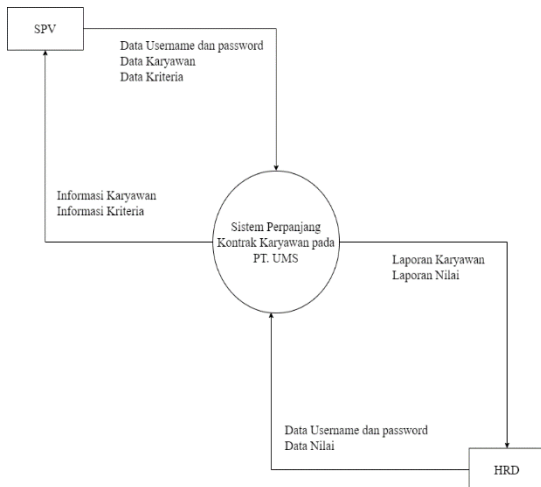 SPV
Data Username dan password
Data Karyawan
Data Kriteria
Informasi Karyawan
Informasi Kriteria
Sistem Perpanjang
Kontrak Karyawan pada
PT. UMS
Laporan Karyawan
Laporan Nilai
Data Username dan password
Data Nilai
HRD